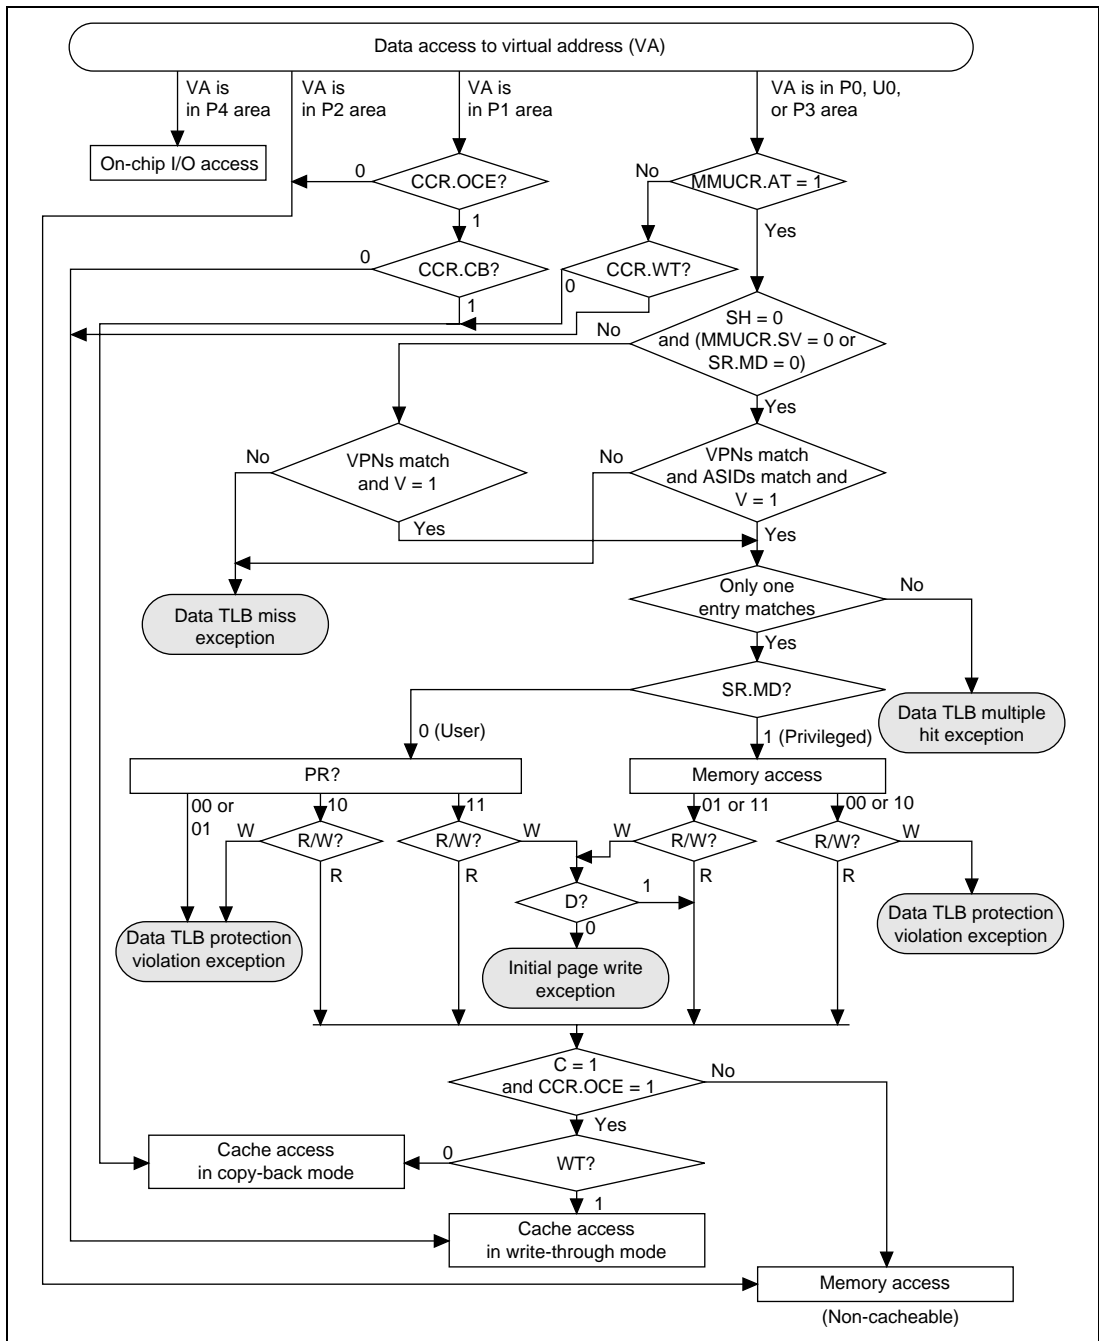 Data access to virtual address (VA)
VA is
in P4 area
VA is
in P2 area
VA is
in P1 area
VA is in P0, U0,
or P3 area
On-chip I/O access
0
CCR.OCE?
No
MMUCR.AT = 1
1
Yes
0
CCR.CB?
CCR.WT?
0
1
No
SH = 0
and (MMUCR.SV = 0 or
SR.MD = 0)
Yes
No
VPNs match
and V = 1
No
VPNs match
and ASIDs match and
V = 1
Yes
Yes
Only one
entry matches
No
Data TLB miss
exception
Yes
SR.MD?
Data TLB multiple
hit exception
0 (User)
1 (Privileged)
PR?
Memory access
00 or
01
10
11
01 or 11
00 or 10
W
R/W?
R/W?
W
W
R/W?
R/W?
W
R
R
R
R
D?
1
0
Data TLB protection
violation exception
Initial page write
exception
Data TLB protection
violation exception
C = 1
and CCR.OCE = 1
No
Yes
Cache access
in copy-back mode
0
WT?
1
Cache access
in write-through mode
Memory access
(Non-cacheable)